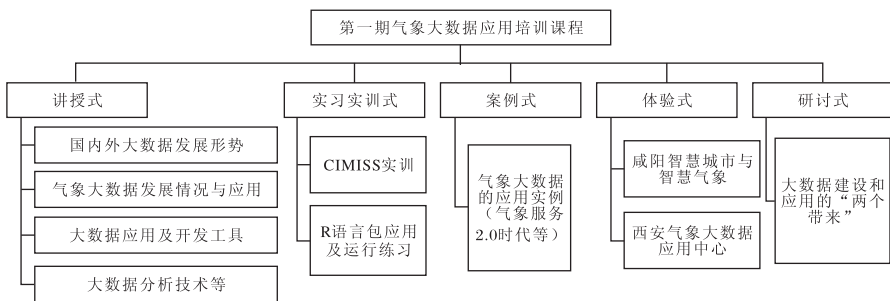 第一期气象大数据应用培训课程
讲授式
国内外大数据发展形势
气象大数据发展情况与应用
大数据应用及开发工具
大数据分析技术等
实习实训式
CIMISS实训
R语言包应用
及运行练习
案例式
气象大数据
的应用实例
（气象服务
2.0时代等）
体验式
咸阳智慧城市与
智慧气象
西安气象大数据
应用中心
研讨式
大数据建设和
应用的“两个
带来”